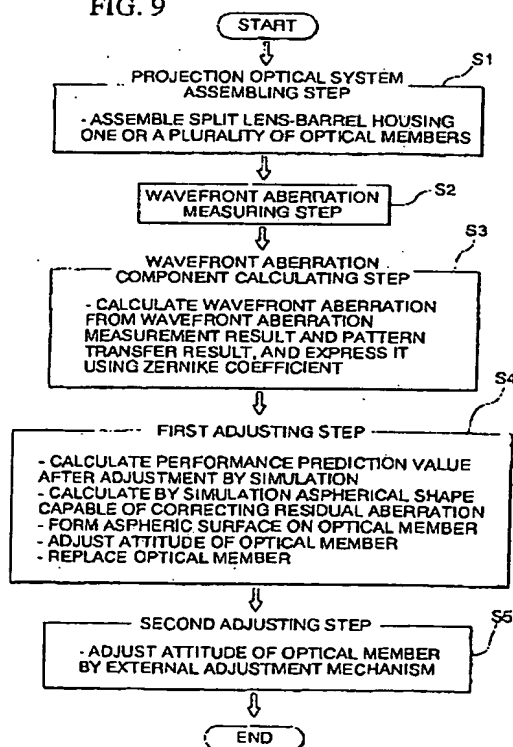 FIG. 9
START
S1
PROJECTION OPTICAL SYSTEM
ASSEMBLING STEP
- ASSEMBLE SPLIT LENS-BARREL HOUSING
ONE OR A PLURALITY OF OPTICAL MEMBERS
S2
WAVEFRONT ABERRATION
MEASURING STEP
S3
WAVEFRONT ABERRATION
COMPONENT CALCULATING STEP
- CALCULATE WAVEFRONT ABERRATION
FROM WAVEFRONT ABERRATION
MEASUREMENT RESULT AND PATTERN
TRANSFER RESULT, AND EXPRESS IT
USING ZERNIKE COEFFICIENT
S4
FIRST ADJUSTING STEP
- CALCULATE PERFORMANCE PREDICTION VALUE
AFTER ADJUSTMENT BY SIMULATION
- CALCULATE BY SIMULATION ASPHERICAL SHAPE
CAPABLE OF CORRECTING RESIDUAL ABERRATION
- FORM ASPHERIC SURFACE ON OPTICAL MEMBER
- ADJUST ATTITUDE OF OPTICAL MEMBER
- REPLACE OPTICAL MEMBER
S5
SECOND ADJUSTING STEP
- ADJUST ATTITUDE OF OPTICAL MEMBER
BY EXTERNAL ADJUSTMENT MECHANISM
END